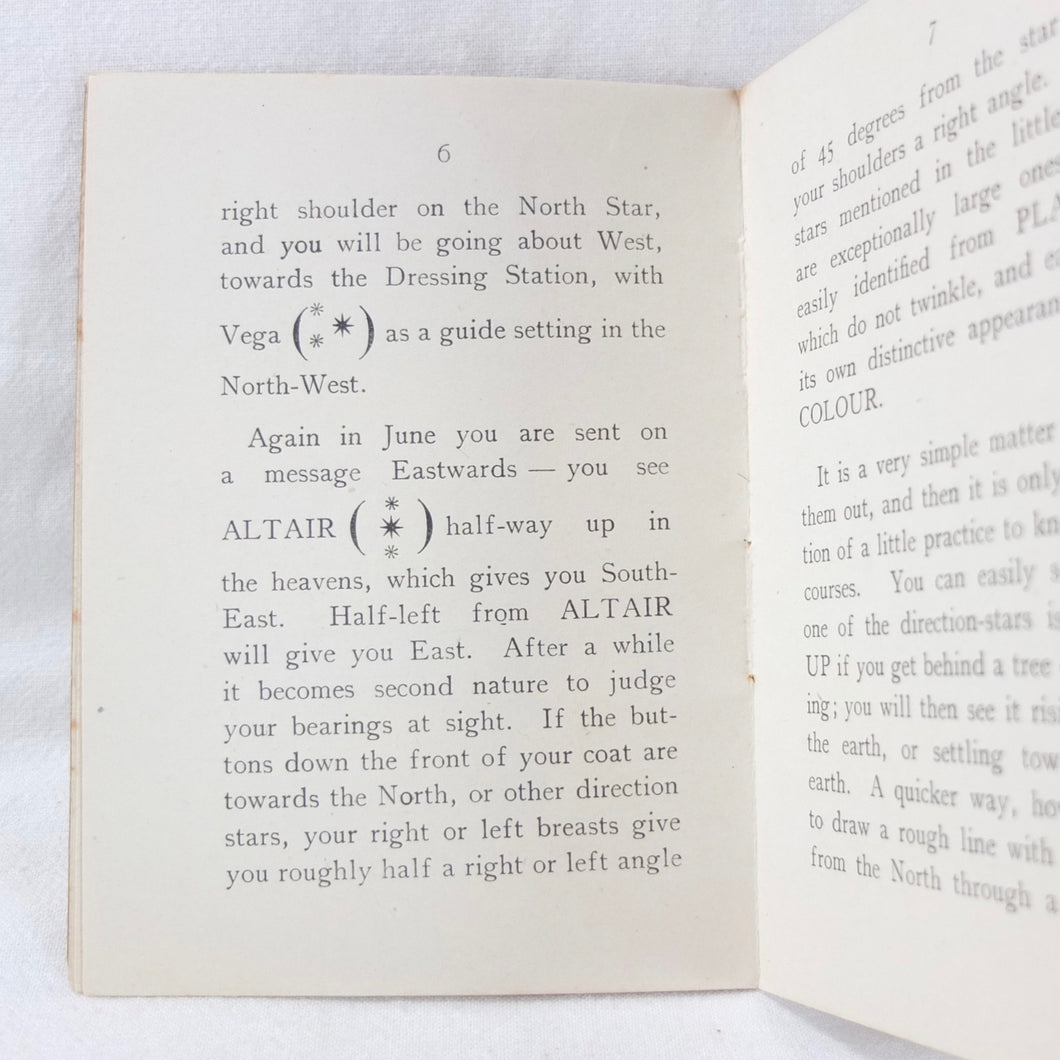 6
right shoulder on the North Star,
and you will be going about West,
towards the Dressing Station, with
Vega (* * *) as a guide setting in the
North-West.
Again in June you are sent on
a message Eastwards — you see
ALTAIR (* * *) half-way up in
the heavens, which gives you South-
East. Half-left from ALTAIR
will give you East. After a while
it becomes second nature to judge
your bearings at sight. If the but-
tons down the front of your coat are
towards the North, or other direction
stars, your right or left breasts give
you roughly half a right or left angle
7
of 45 degrees from the star
your shoulders a right angle.
stars mentioned in the little
are exceptionally large ones
easily identified from
which do not twinkle, and
its own distinctive
COLOUR.
It is a very simple matter
them out, and then it is only
tion of a little practice to
courses. You can easily
one of the direction-stars
UP if you get behind a tree
ing; you will then see it
the earth, or settling
earth. A quicker way,
to draw a rough line with
from the North through a